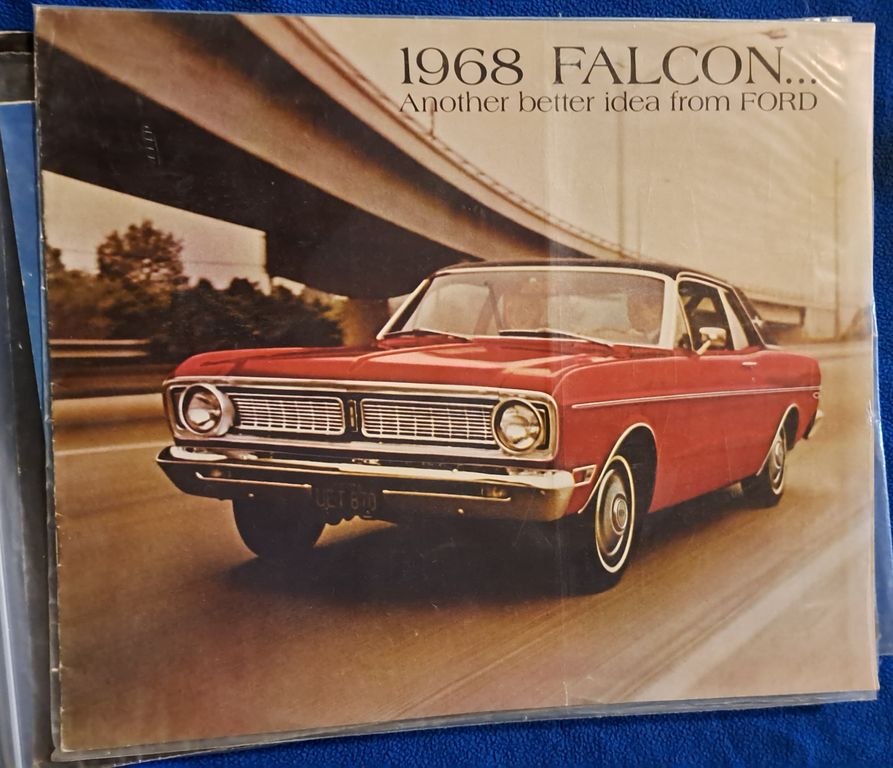 1968 FALCON...
Another better idea from FORD